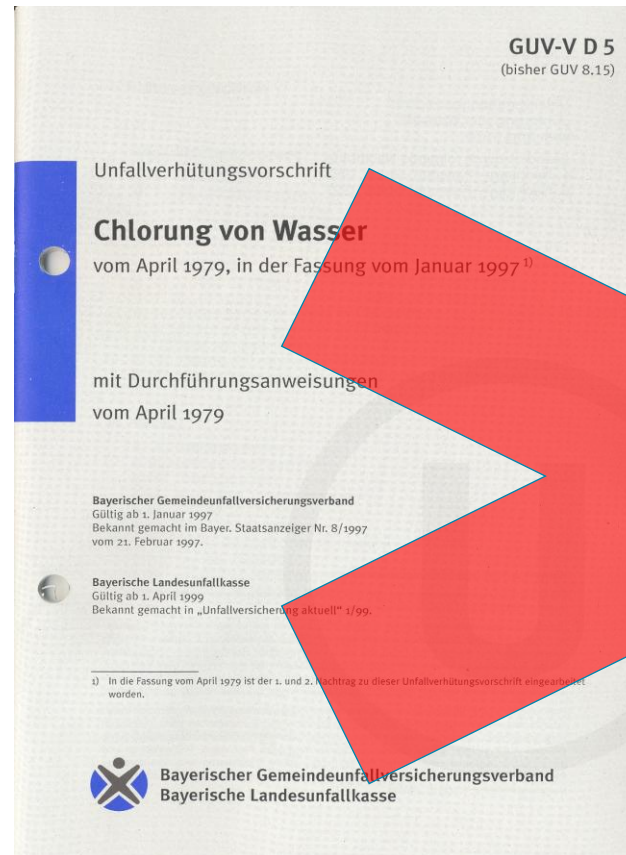 GUV-V D 5
(bisher GUV 8.15)
Unfallverhütungsvorschrift
Chlorung von Wasser
vom April 1979, in der Fassung vom Januar 1997 1)
mit Durchführungsanweisungen
vom April 1979
Bayerischer Gemeindeunfallversicherungsverband
Gültig ab 1. Januar 1997
Bekannt gemacht im Bayer. Staatsanzeiger Nr. 8/1997
vom 21. Februar 1997.
Bayerische Landesunfallkasse
Gültig ab 1. April 1999
Bekannt gemacht in „Unfallversicherung aktuell“ 1/99.
1) In die Fassung vom April 1979 ist der 1. und 2. Nachtrag zu dieser Unfallverhütungsvorschrift eingearbeitet
worden.
Bayerischer Gemeindeunfallversicherungsverband
Bayerische Landesunfallkasse